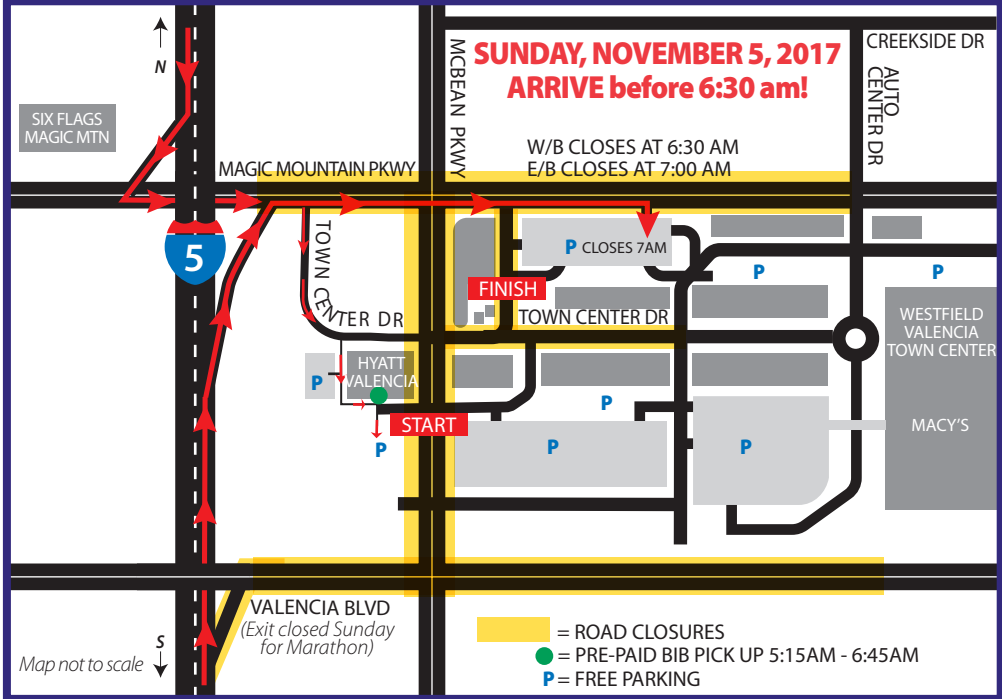 N
SIX FLAGS
MAGIC MTN
MCBEAN PKWY
SUNDAY, NOVEMBER 5, 2017
ARRIVE before 6:30 am!
CREEKSIDE DR
AUTO
CENTER DR
W/B CLOSES AT 6:30 AM
E/B CLOSES AT 7:00 AM
MAGIC MOUNTAIN PKWY
5
TOWN CENTER DR
P CLOSES 7AM
P
P
FINISH
TOWN CENTER DR
WESTFIELD
VALENCIA
TOWN CENTER
HYATT
VALENCIA
P
P
START
P
P
P
MACY'S
VALENCIA BLVD
(Exit closed Sunday
for Marathon)
S
Map not to scale
= ROAD CLOSURES
= PRE-PAID BIB PICK UP 5:15AM - 6:45AM
P = FREE PARKING